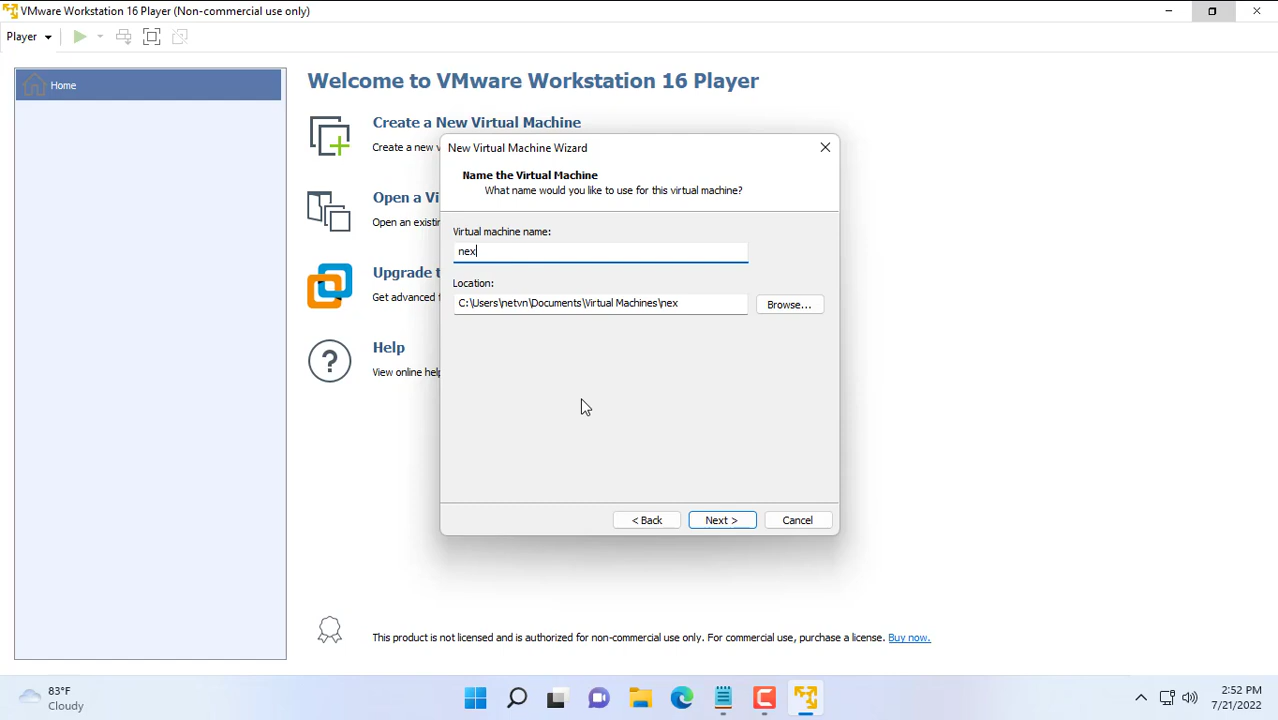 VMware Workstation 16 Player (Non-commercial use only)
Player
Home
Welcome to VMware Workstation 16 Player
Create a New Virtual Machine
Create a new v
Open a Vi
Open an existin
Upgrade t
Get advanced f
Help
View online help
New Virtual Machine Wizard
Name the Virtual Machine
What name would you like to use for this virtual machine?
Virtual machine name:
nex
Location:
C:\Users\netvn\Documents\Virtual Machines\nex
Browse...
< Back
Next >
Cancel
This product is not licensed and is authorized for non-commercial use only. For commercial use, purchase a license. Buy now.
83°F
Cloudy
2:52 PM
7/21/2022